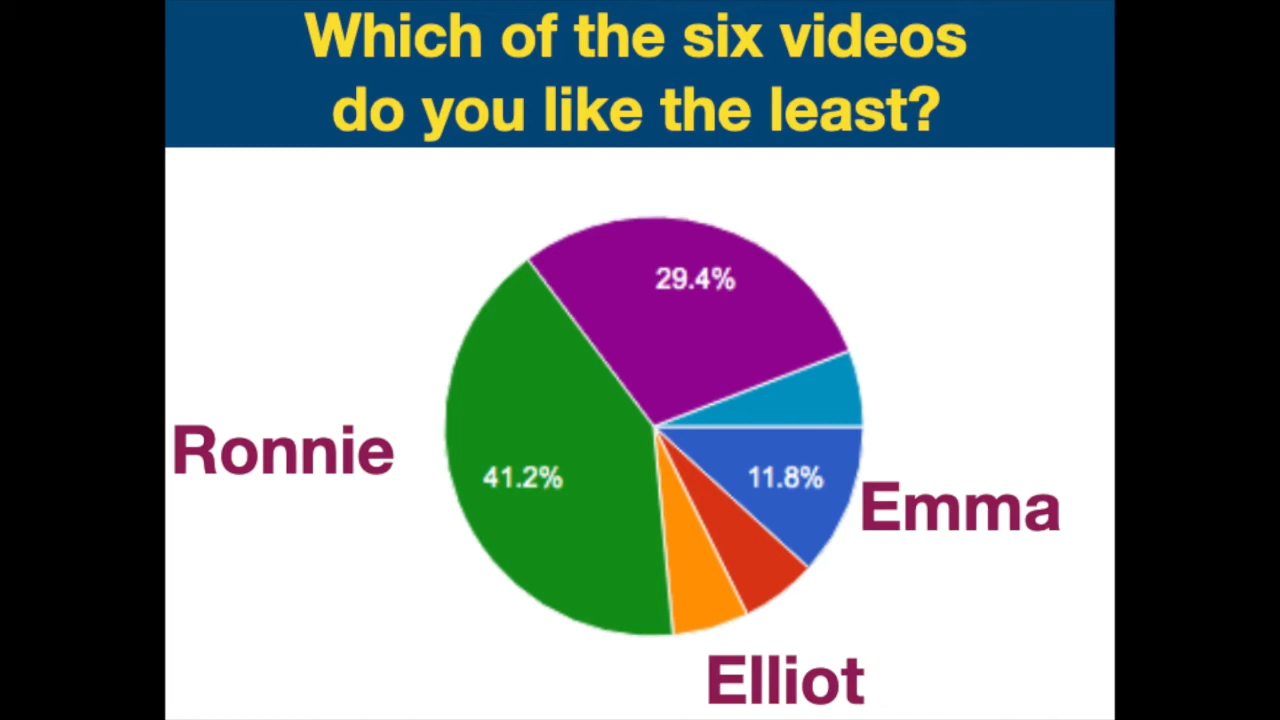 Which of the six videos
do you like the least?
29.4%
Ronnie
41.2%
11.8%
Emma
Elliot